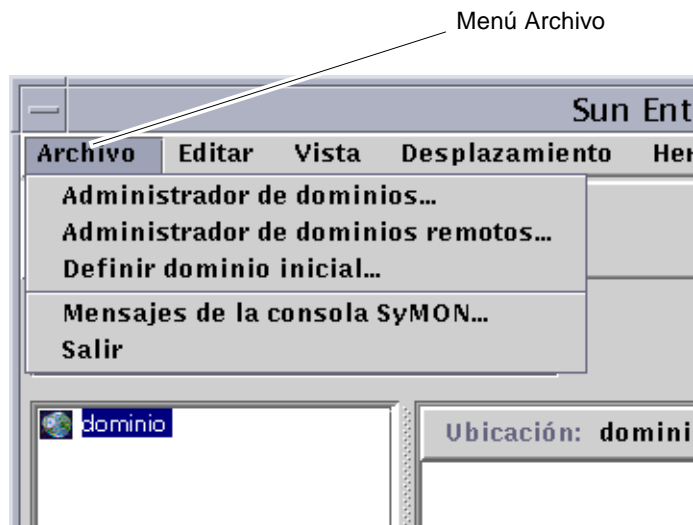 Menú Archivo
Sun Ent
Archivo Editar Vista Desplazamiento Her
Administrador de dominios...
Administrador de dominios remotos...
Definir dominio inicial...
Mensajes de la consola SyMON...
Salir
dominio
Ubicación: domini